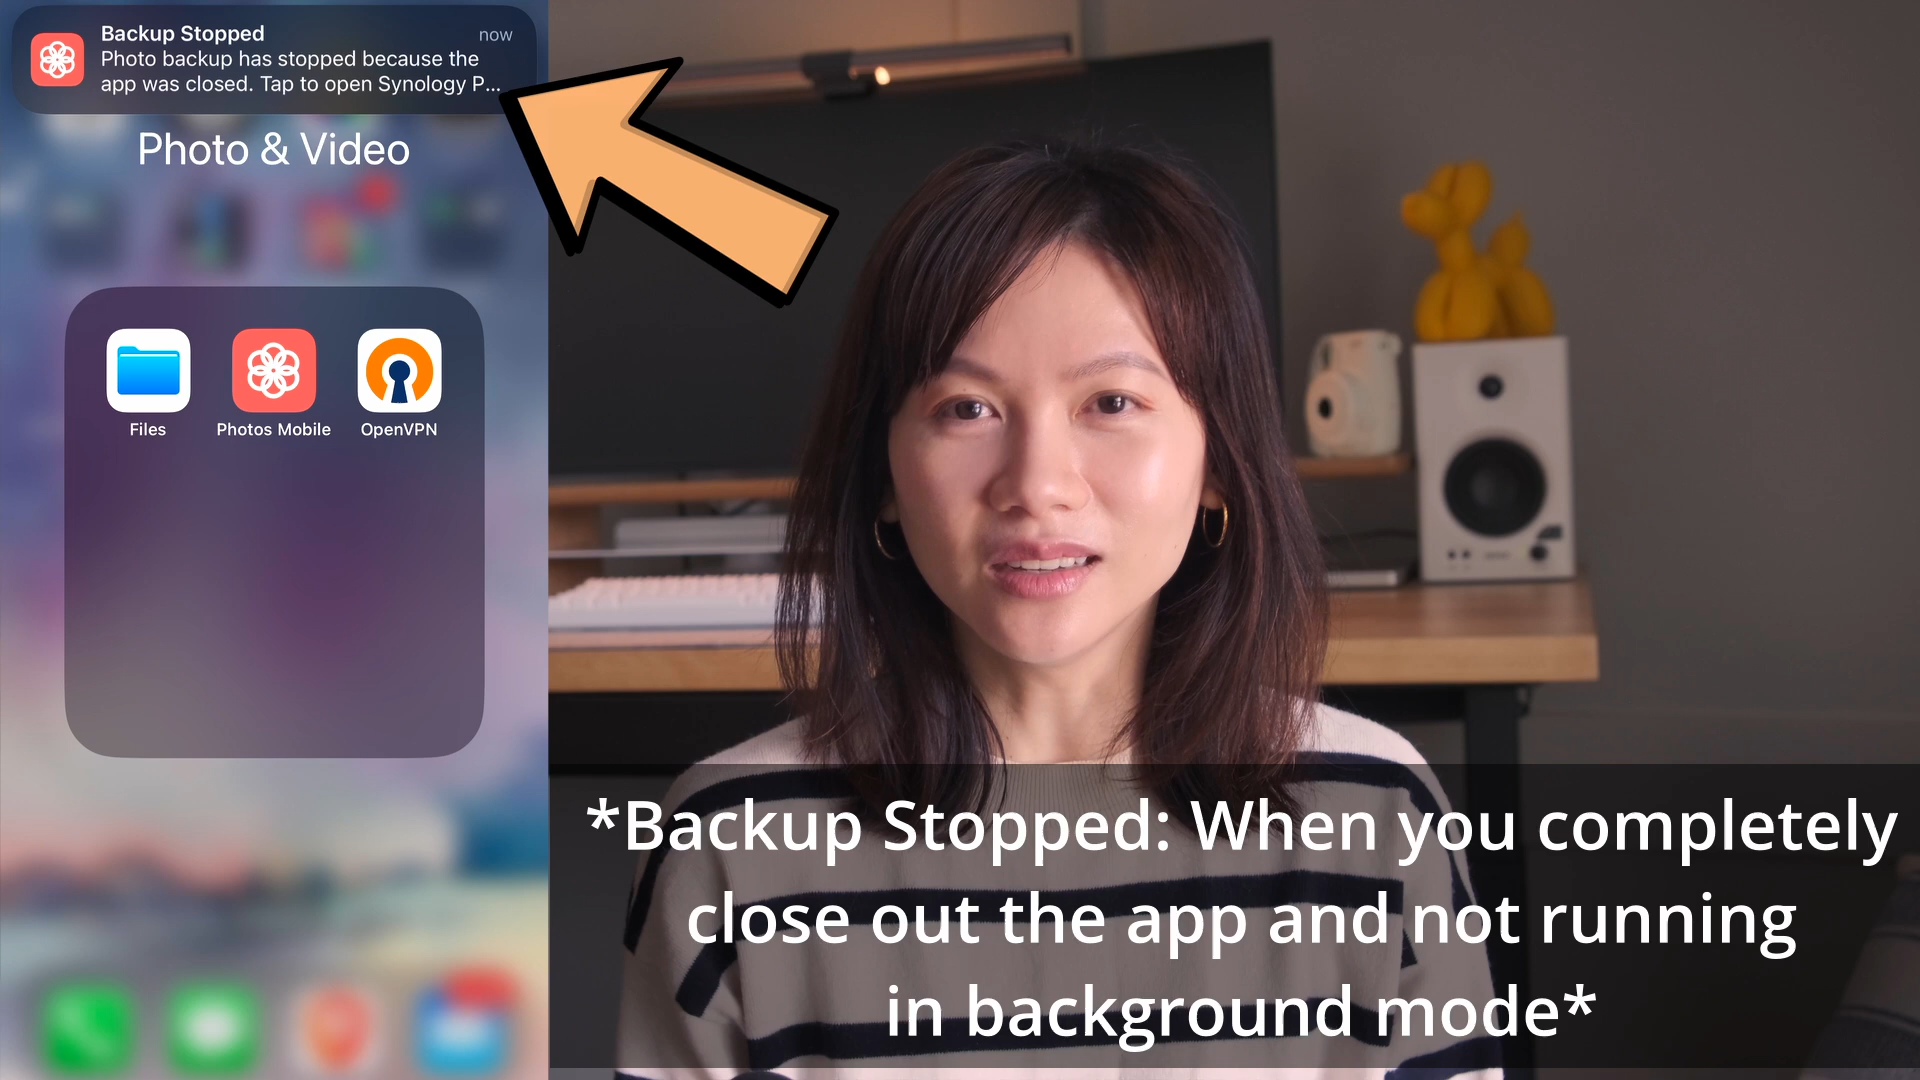 Backup Stopped
now
Photo backup has stopped because the
app was closed. Tap to open Synology P...
Photo & Video
Files
Photos Mobile
OpenVPN
*Backup Stopped: When you completely
close out the app and not running
in background mode*